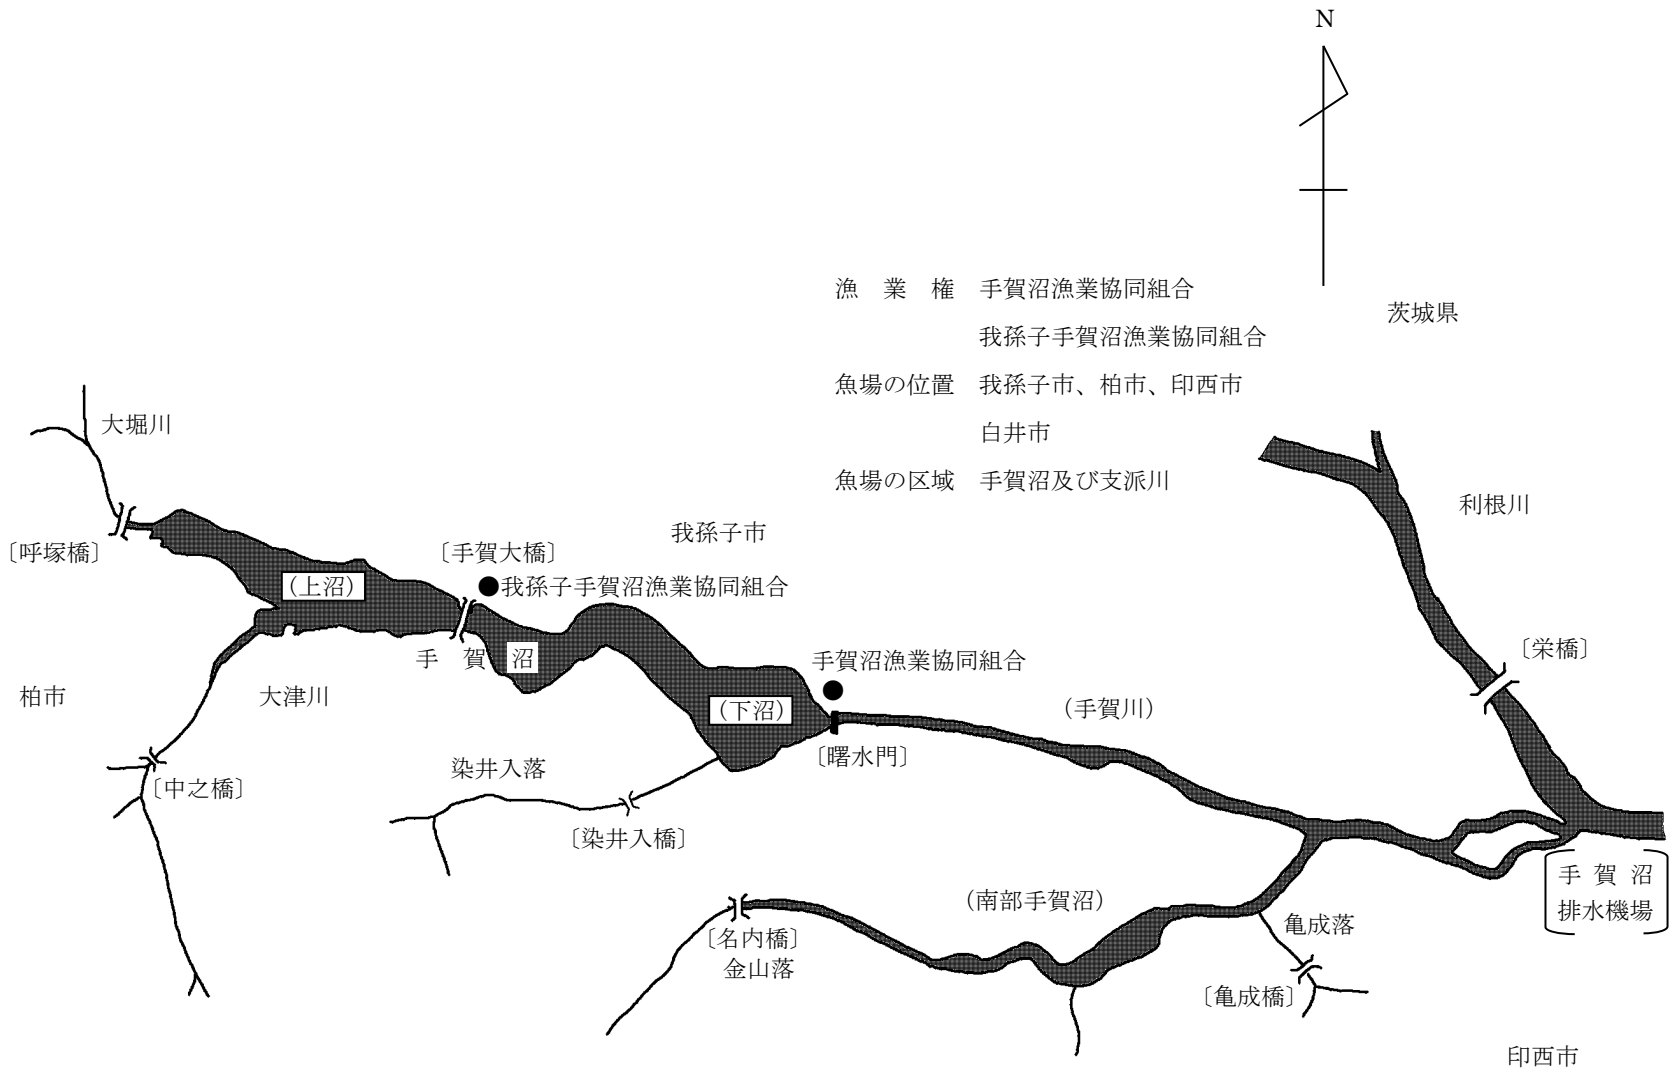 N
漁　業　権　手賀沼漁業協同組合
我孫子手賀沼漁業協同組合
魚場の位置　我孫子市、柏市、印西市
白井市
魚場の区域　手賀沼及び支派川
茨城県
大堀川
利根川
我孫子市
〔呼塚橋〕
〔手賀大橋〕
（上沼）
我孫子手賀沼漁業協同組合
手　賀　沼
手賀沼漁業協同組合
〔栄橋〕
柏市
大津川
（下沼）
（手賀川）
〔曙水門〕
染井入落
〔中之橋〕
〔染井入橋〕
手　賀　沼
排水機場
（南部手賀沼）
亀成落
〔名内橋〕
金山落
〔亀成橋〕
印西市